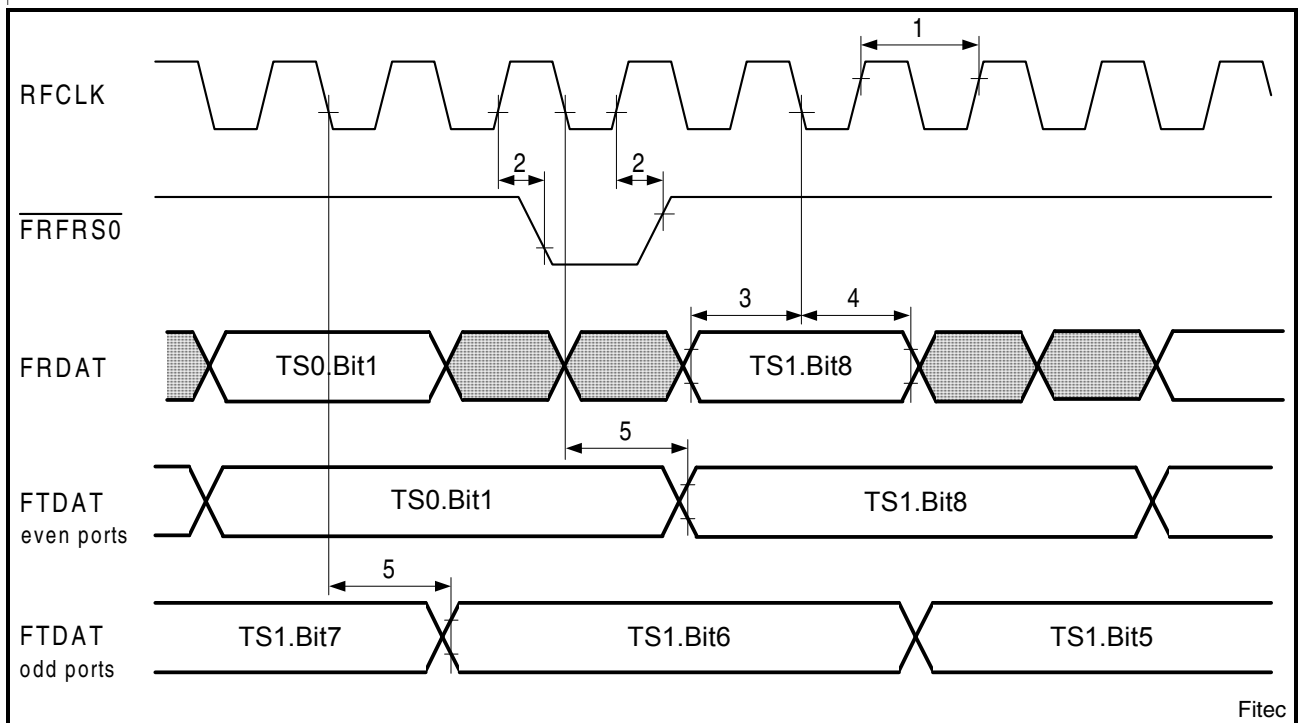 1
RFCLK
2 2
FRFRS0
3 4
FRDAT TS0.Bit1 TS1.Bit8
5
FTDAT TS0.Bit1 TS1.Bit8
even ports
5
FTDAT TS1.Bit7 TS1.Bit6 TS1.Bit5
odd ports
Fitec